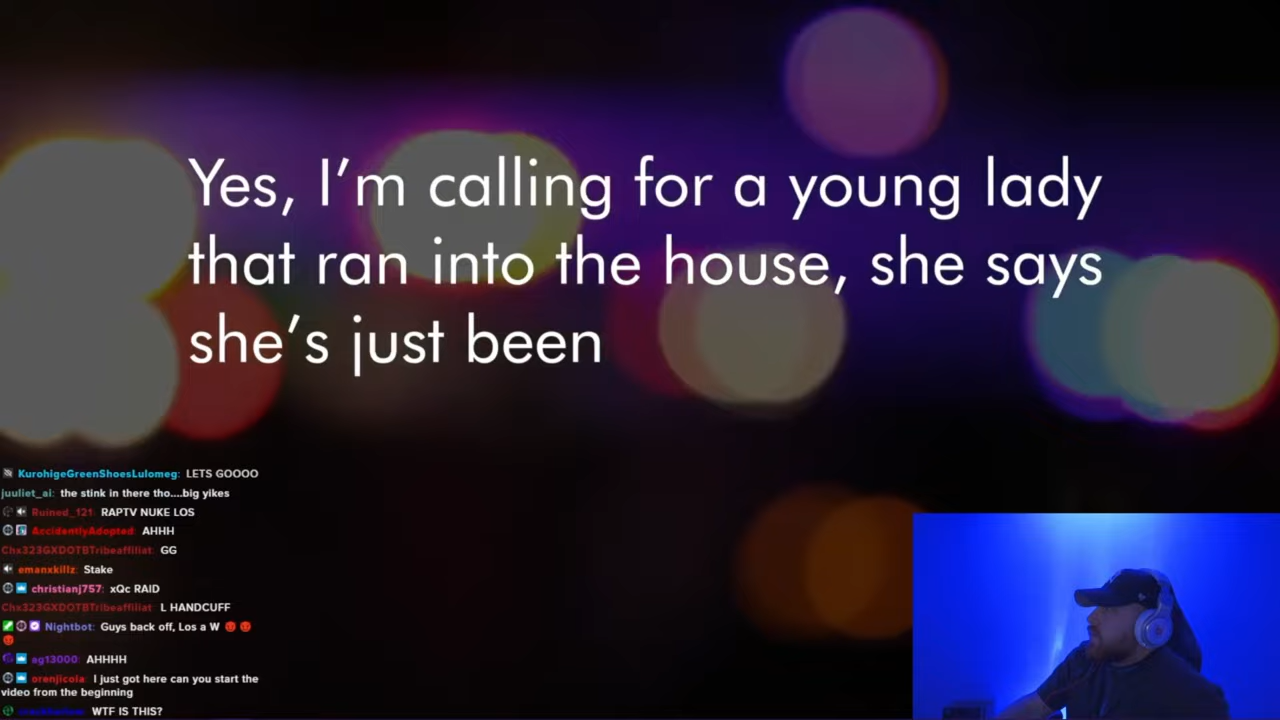 Yes, I’m calling for a young lady
that ran into the house, she says
she’s just been
KurohigeGreenShoesLulomeg: LETS GOOOO
juuliet_ai: the stink in there tho....big yikes
Ruined_121: RAPTV NUKE LOS
AccidentlyAdopted: AHHH
Chx323GXDOTBTribeaffiliat: GG
emanxkillz: Stake
christianj757: xQc RAID
Chx323GXDOTBTribeaffiliat: L HANDCUFF
Nightbot: Guys back off, Los a W
ag13000: AHHHH
orenjicola: I just got here can you start the
video from the beginning
WTF IS THIS?